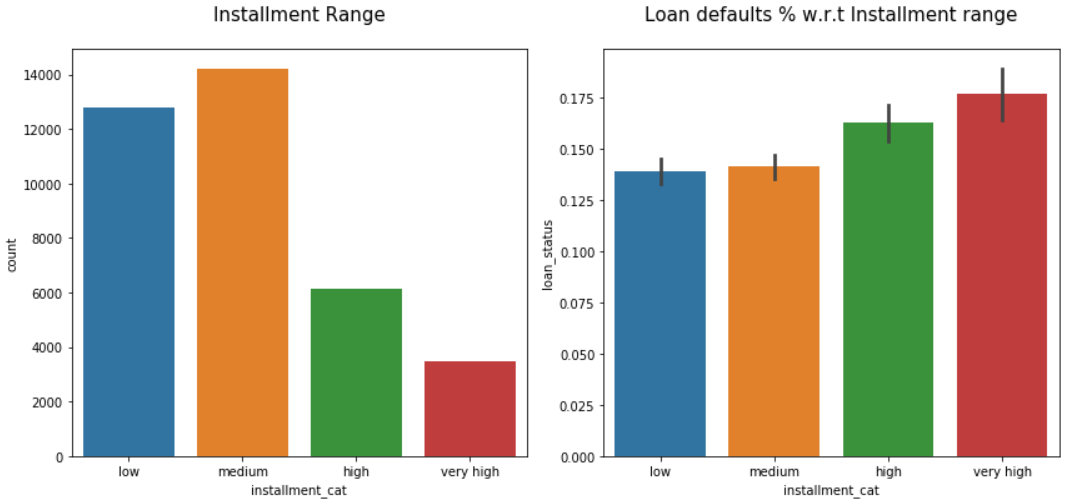 Installment Range
14000
12000
10000
8000
6000
4000
2000
0
count
low medium high very high
installment_cat
Loan defaults % w.r.t Installment range
0.175
0.150
0.125
0.100
0.075
0.050
0.025
0.000
loan_status
low medium high very high
installment_cat